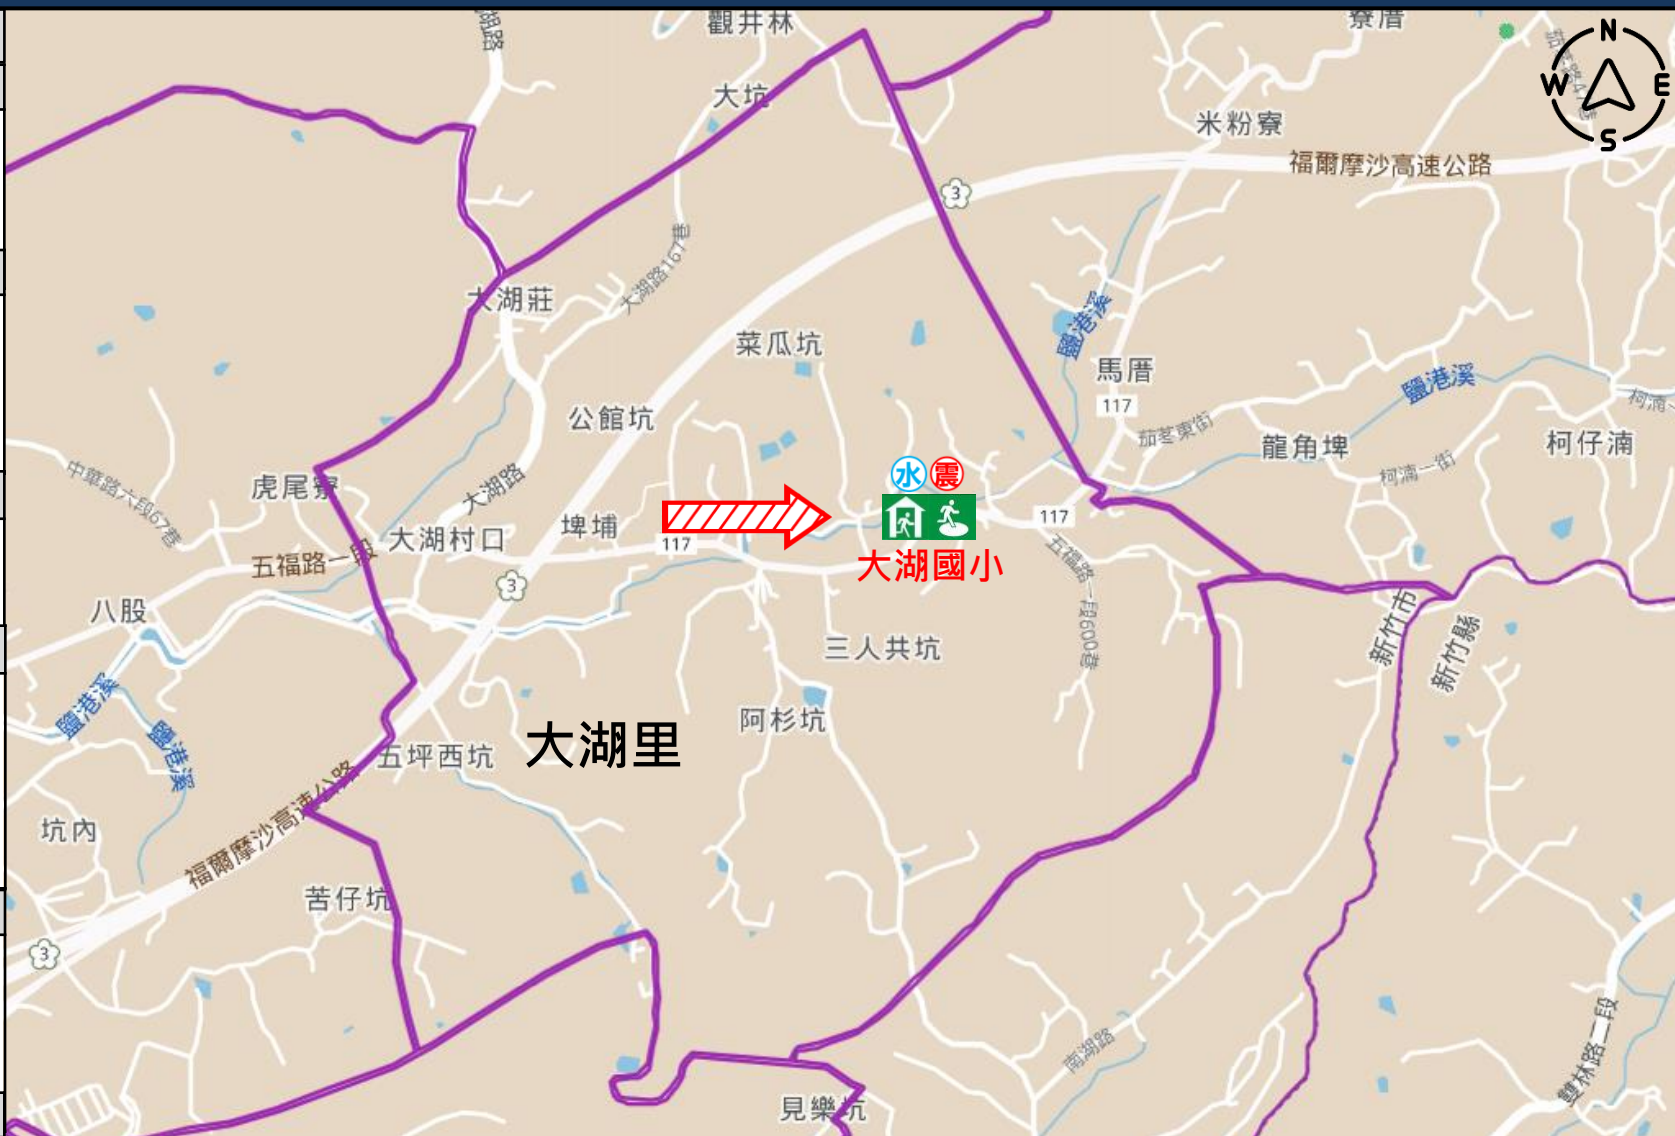 觀井林
寮厝
N
W
E
S
大坑
米粉寮
福爾摩沙高速公路
3
大湖路167巷
大湖莊
鹽港溪
菜瓜坑
馬厝
117
鹽港溪
公館坑
茄苳東街
龍角埤
柯仔湳
柯湳一街
中華路六段67巷
虎尾寮
大湖路
水
震
大湖村口
埤埔
117
117
五福路一段
大湖國小
五福路一段600巷
3
八股
三人共坑
新竹市
新竹縣
鹽港溪
鹽港溪
阿杉坑
大湖里
五坪西坑
坑內
福爾摩沙高速公路
苦仔坑
3
南湖路
雙林路二段
見樂坑